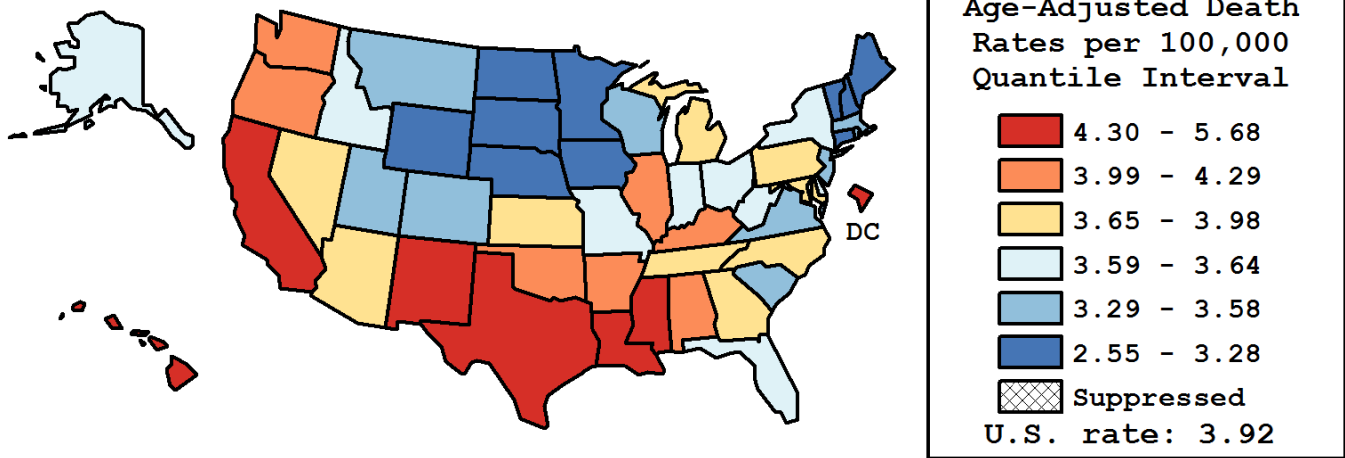 DC
Age-Adjusted Death
Rates per 100,000
Quantile Interval
4.30 - 5.68
3.99 - 4.29
3.65 - 3.98
3.59 - 3.64
3.29 - 3.58
2.55 - 3.28
Suppressed
U.S. rate: 3.92